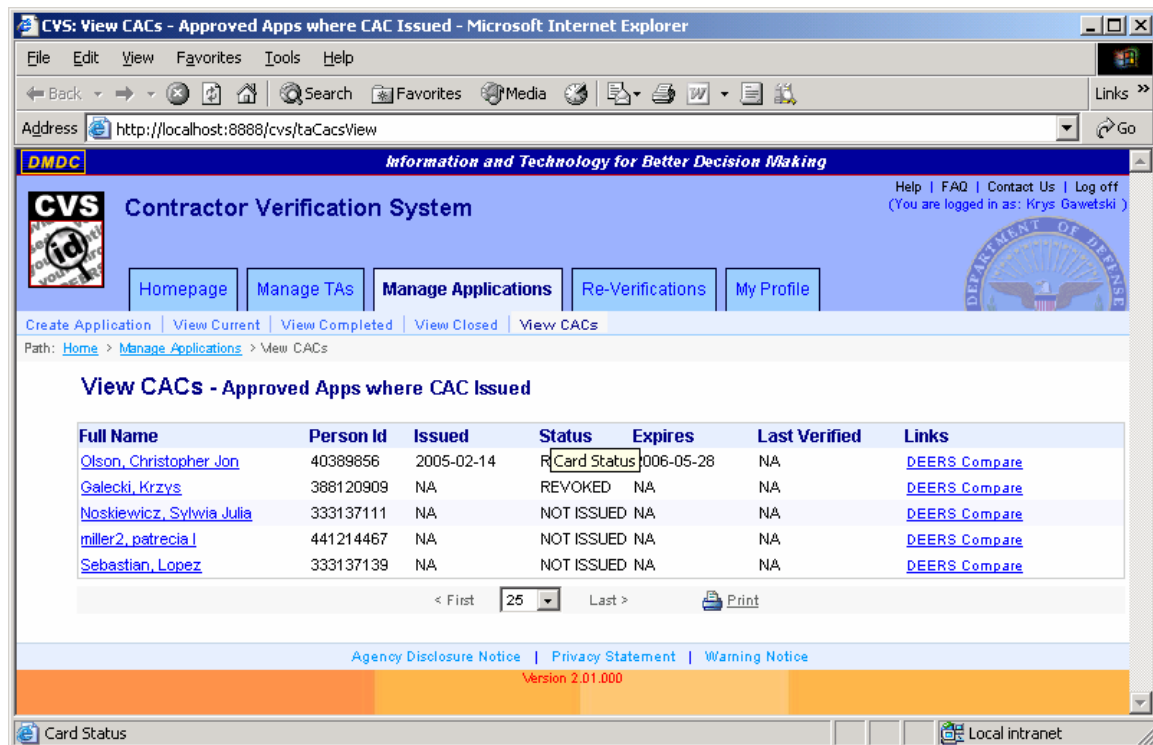 CVS: View CACs - Approved Apps where CAC Issued - Microsoft Internet Explorer
File Edit View Favorites Tools Help
Back Search Favorites Media Links »
Address http://localhost:8888/cvs/taCacsView Go
DMDC Information and Technology for Better Decision Making
Help | FAQ | Contact Us | Log off
(You are logged in as: Krys Gawetski )
CVS Contractor Verification System
id
DEPARTMENT OF DEFENSE
Homepage Manage TAs Manage Applications Re-Verifications My Profile
Create Application | View Current | View Completed | View Closed | View CACs
Path: Home > Manage Applications > View CACs
View CACs - Approved Apps where CAC Issued
Full Name Person Id Issued Status Expires Last Verified Links
Olson, Christopher Jon 40389856 2005-02-14 R Card Status 2006-05-28 NA DEERS Compare
Galecki, Krzys 388120909 NA REVOKED NA NA DEERS Compare
Noskiewicz, Sylwia Julia 333137111 NA NOT ISSUED NA NA DEERS Compare
miller2, patrecia l 441214467 NA NOT ISSUED NA NA DEERS Compare
Sebastian, Lopez 333137139 NA NOT ISSUED NA NA DEERS Compare
< First 25 Last > Print
Agency Disclosure Notice | Privacy Statement | Warning Notice
Version 2.01.000
Card Status Local intranet